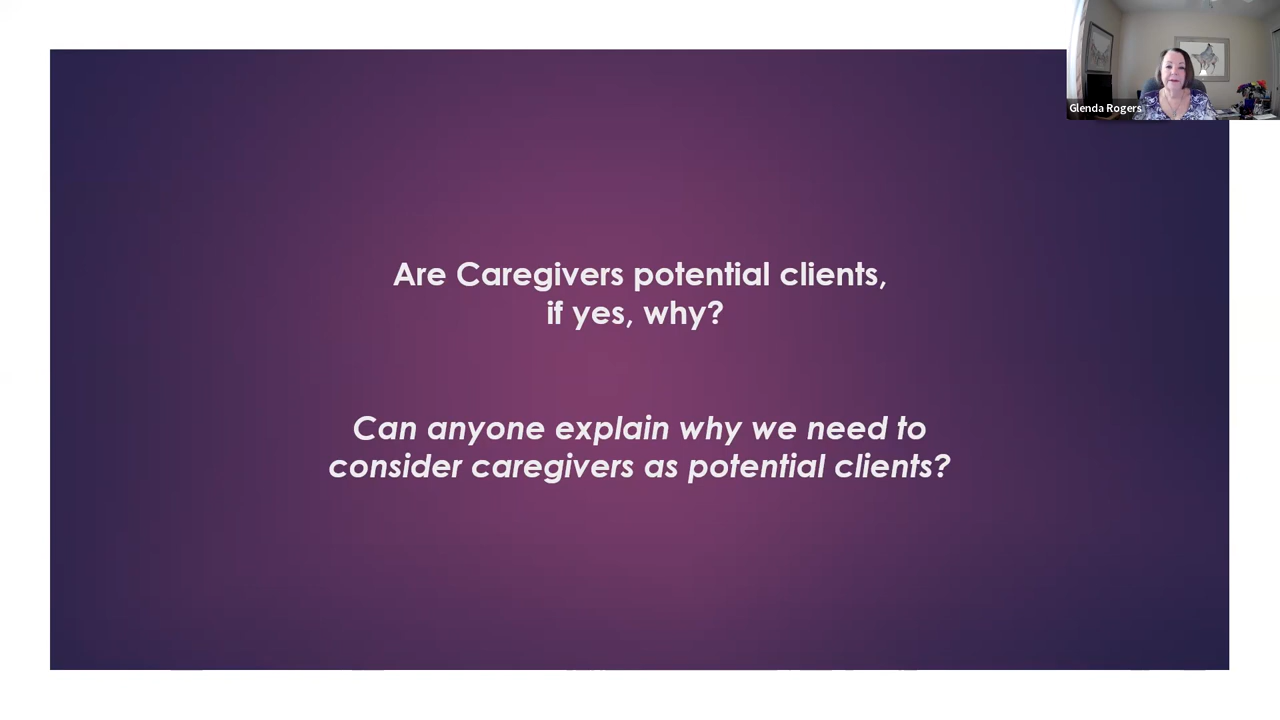 Glenda Rogers
Are Caregivers potential clients,
if yes, why?
Can anyone explain why we need to
consider caregivers as potential clients?